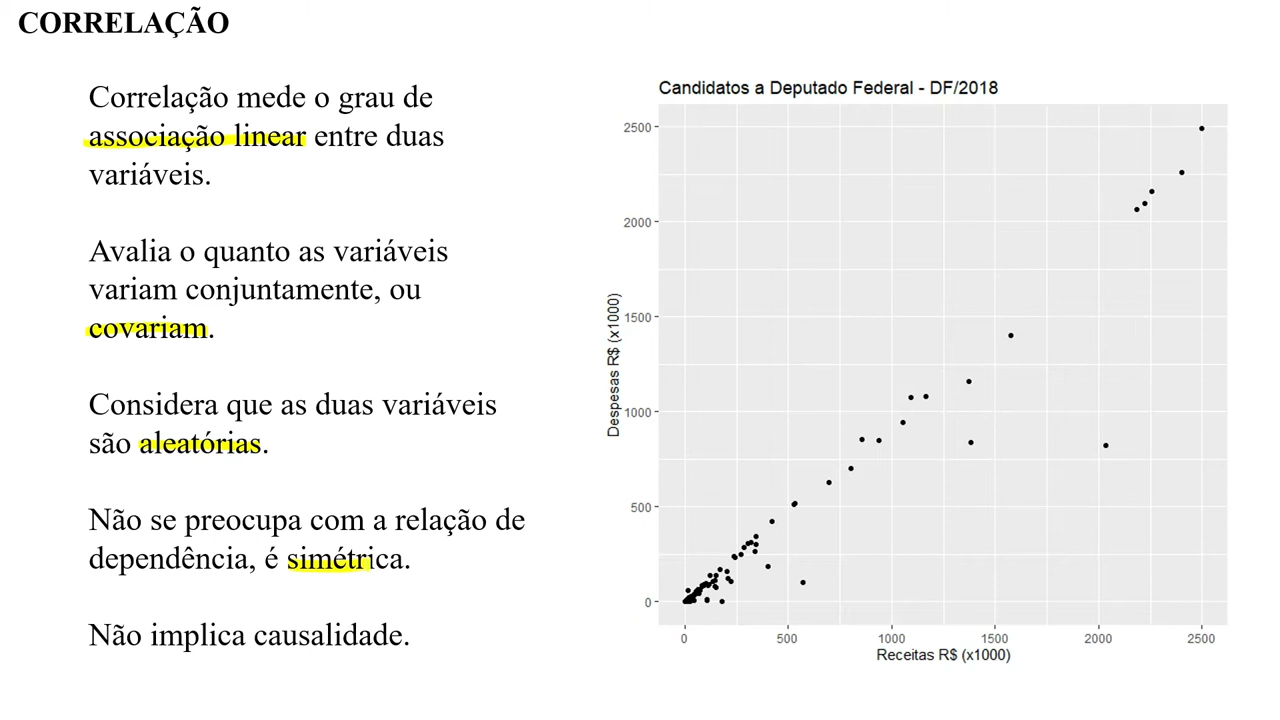 CORRELAÇÃO
Correlação mede o grau de
associação linear entre duas
variáveis.
Avalia o quanto as variáveis
variam conjuntamente, ou
covariam.
Considera que as duas variáveis
são aleatórias.
Não se preocupa com a relação de
dependência, é simétrica.
Não implica causalidade.
Candidatos a Deputado Federal - DF/2018
Despesas R$ (x1000)
2500
2000
1500
1000
500
0
0 500 1000 1500 2000 2500
Receitas R$ (x1000)